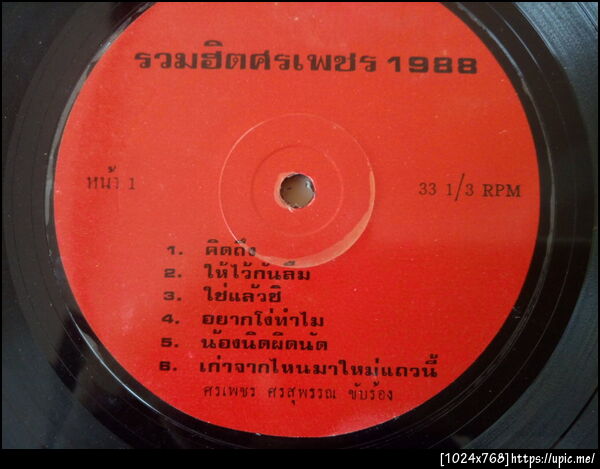 รวมฮิตศรเพชร 1988
หน้า 1
33 1/3 RPM
1. คิดถึง
2. ให้ไว้กันลืม
3. ใช่แล้วซิ
4. อยากโง่ทำไม
5. น้องนิดผิดนัด
6. เก่าจากไหนมาใหม่แถวนี้
ศรเพชร ศรสุพรรณ ขับร้อง
[1024x768]https://upic.me/